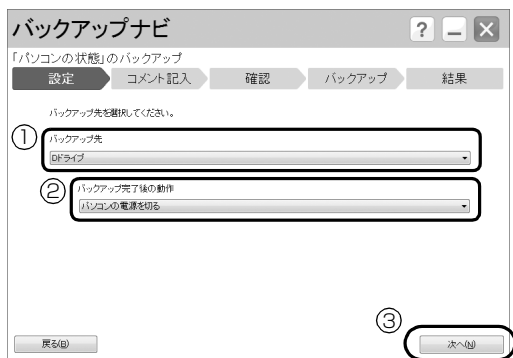 バックアップナビ ? － ×
「パソコンの状態」のバックアップ
設定 コメント記入 確認 バックアップ 結果
バックアップ先を選択してください。
① バックアップ先
Dドライブ
② バックアップ完了後の動作
パソコンの電源を切る
③
戻る(B) 次へ(N)